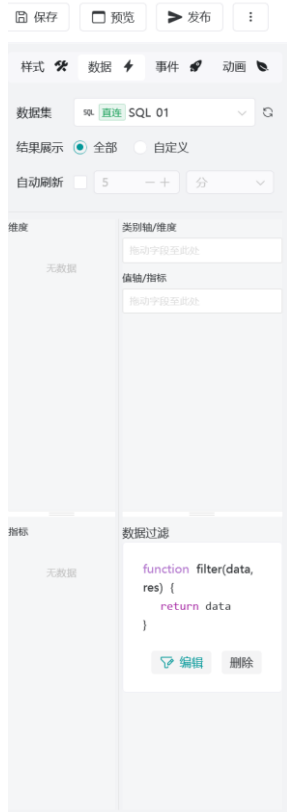 保存 预览 发布
样式 数据 事件 动画
数据集 SQL 直连 SQL 01
结果展示 全部 自定义
自动刷新 5 分
维度 类别轴/维度
拖动字段至此处
无数据
值轴/指标
拖动字段至此处
指标 数据过滤
无数据
function filter(data,
res) {
return data
}
编辑 删除